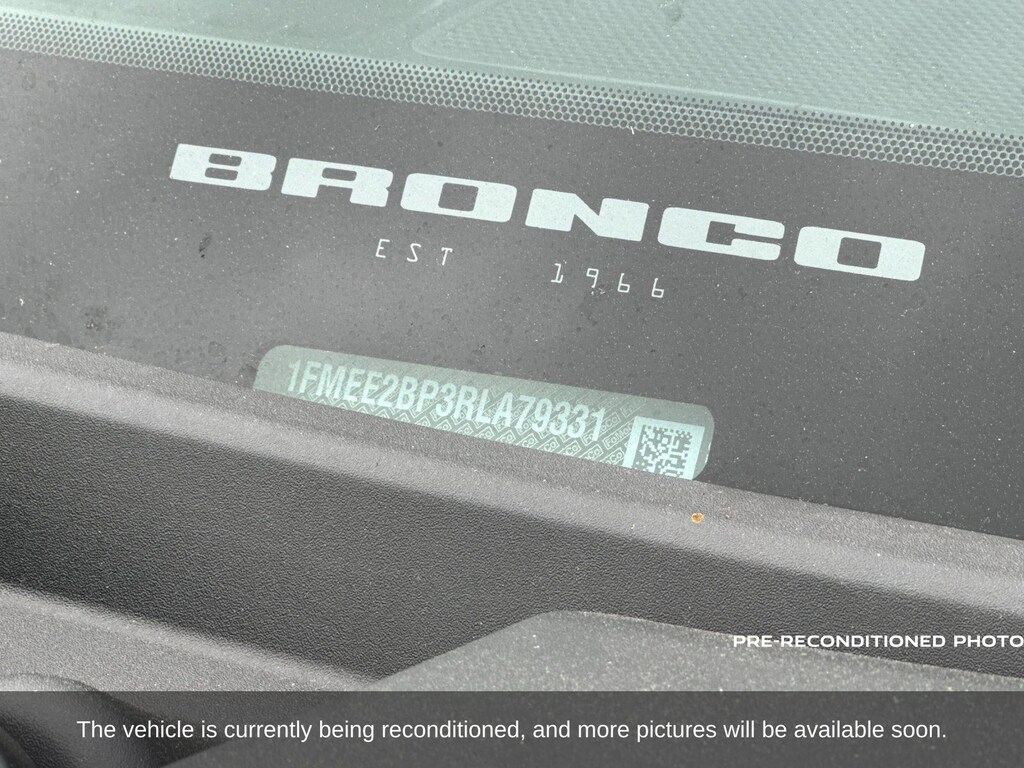 BRONCO
EST 1966
1FMEE2BP3RLA79331
PRE-RECONDITIONED PHOTO
The vehicle is currently being reconditioned, and more pictures will be available soon.